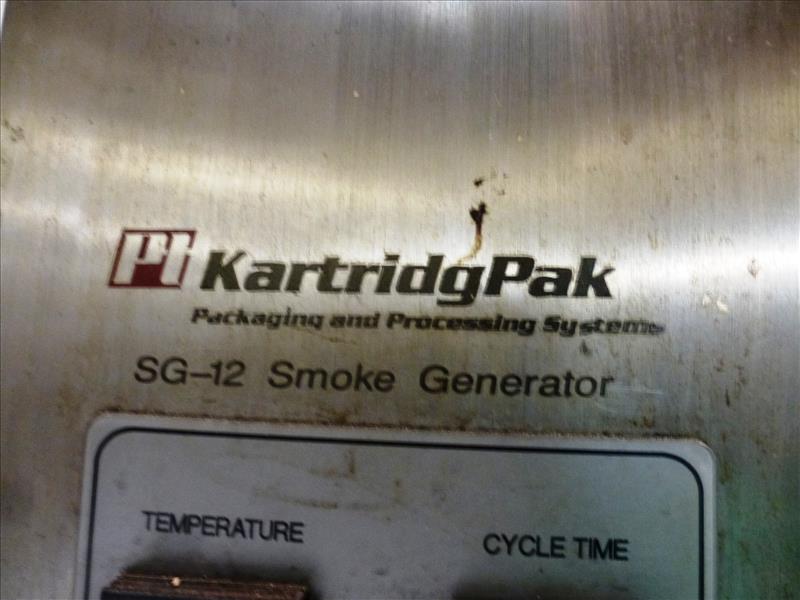 PI KartridgPak
Packaging and Processing Systems
SG-12 Smoke Generator
TEMPERATURE
CYCLE TIME